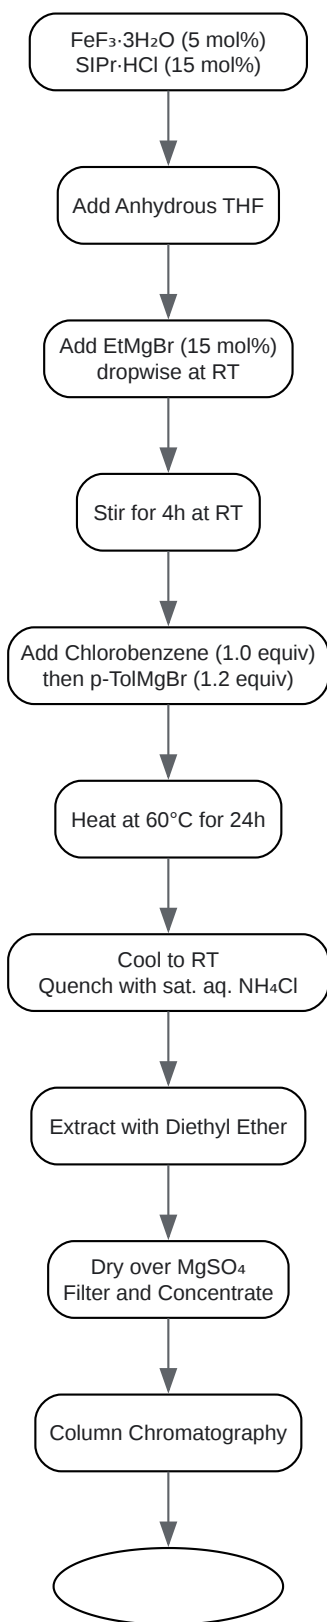 FeF₃·3H₂O (5 mol%)
SIPr·HCl (15 mol%)
Add Anhydrous THF
Add EtMgBr (15 mol%)
dropwise at RT
Stir for 4h at RT
Add Chlorobenzene (1.0 equiv)
then p-TolMgBr (1.2 equiv)
Heat at 60°C for 24h
Cool to RT
Quench with sat. aq. NH₄Cl
Extract with Diethyl Ether
Dry over MgSO₄
Filter and Concentrate
Column Chromatography